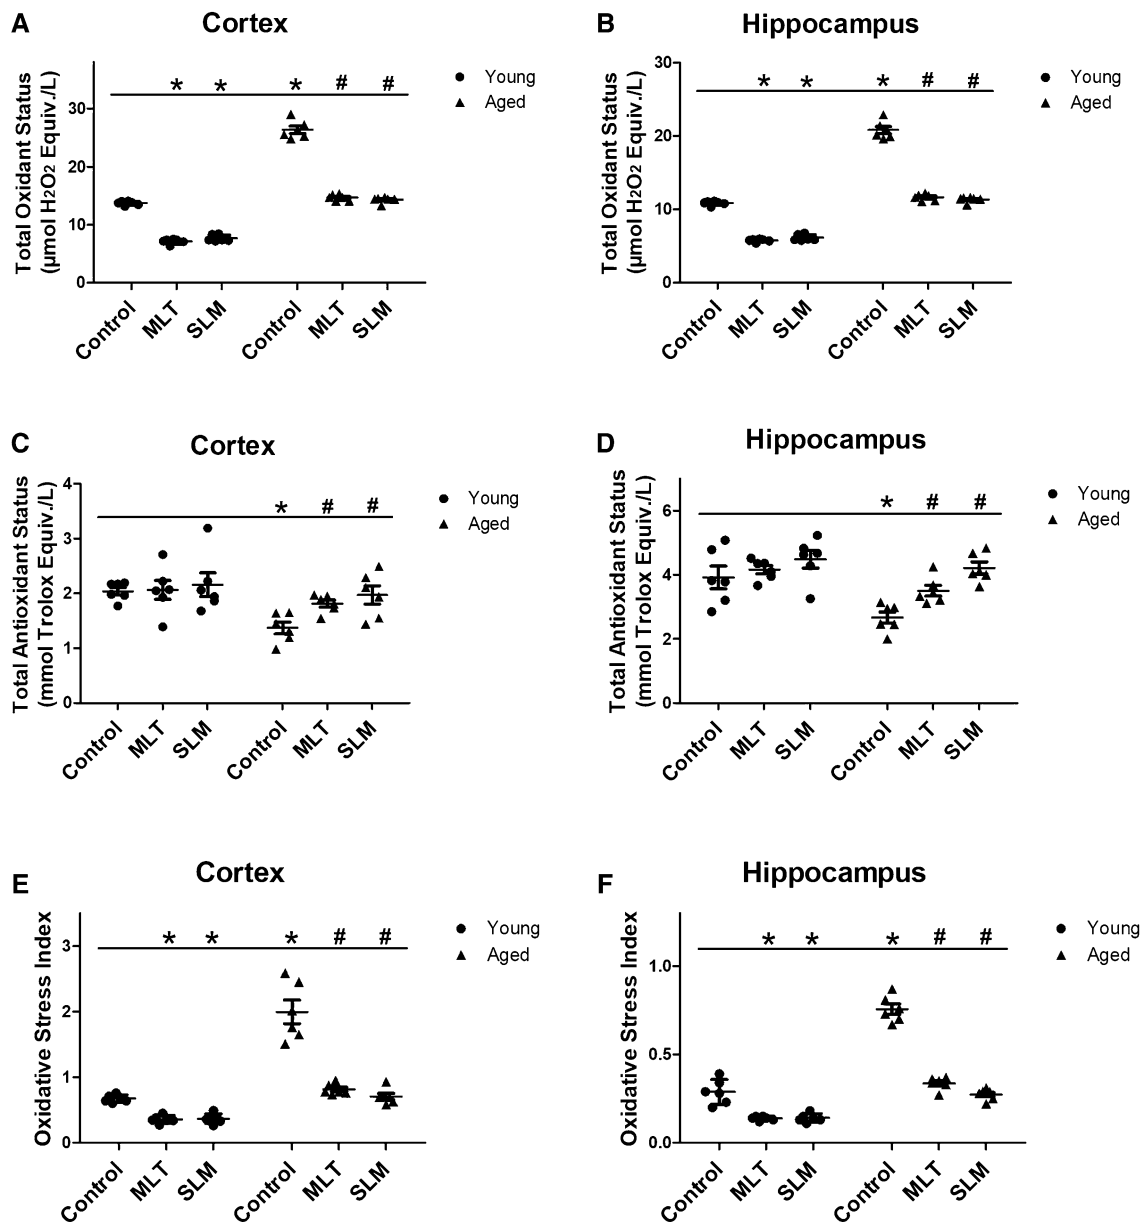 A
Cortex
Total Oxidant Status
(µmol H2O2 Equiv./L)
30
20
10
0
* * * # #
Young
Aged
Control
MLT
SLM
Control
MLT
SLM
B
Hippocampus
Total Oxidant Status
(µmol H2O2 Equiv./L)
30
20
10
0
* * * # #
Young
Aged
Control
MLT
SLM
Control
MLT
SLM
C
Cortex
Total Antioxidant Status
(mmol Trolox Equiv./L)
4
3
2
1
0
* # #
Young
Aged
Control
MLT
SLM
Control
MLT
SLM
D
Hippocampus
Total Antioxidant Status
(mmol Trolox Equiv./L)
6
4
2
0
* # #
Young
Aged
Control
MLT
SLM
Control
MLT
SLM
E
Cortex
Oxidative Stress Index
3
2
1
0
* * * # #
Young
Aged
Control
MLT
SLM
Control
MLT
SLM
F
Hippocampus
Oxidative Stress Index
1.0
0.5
0.0
* * * # #
Young
Aged
Control
MLT
SLM
Control
MLT
SLM